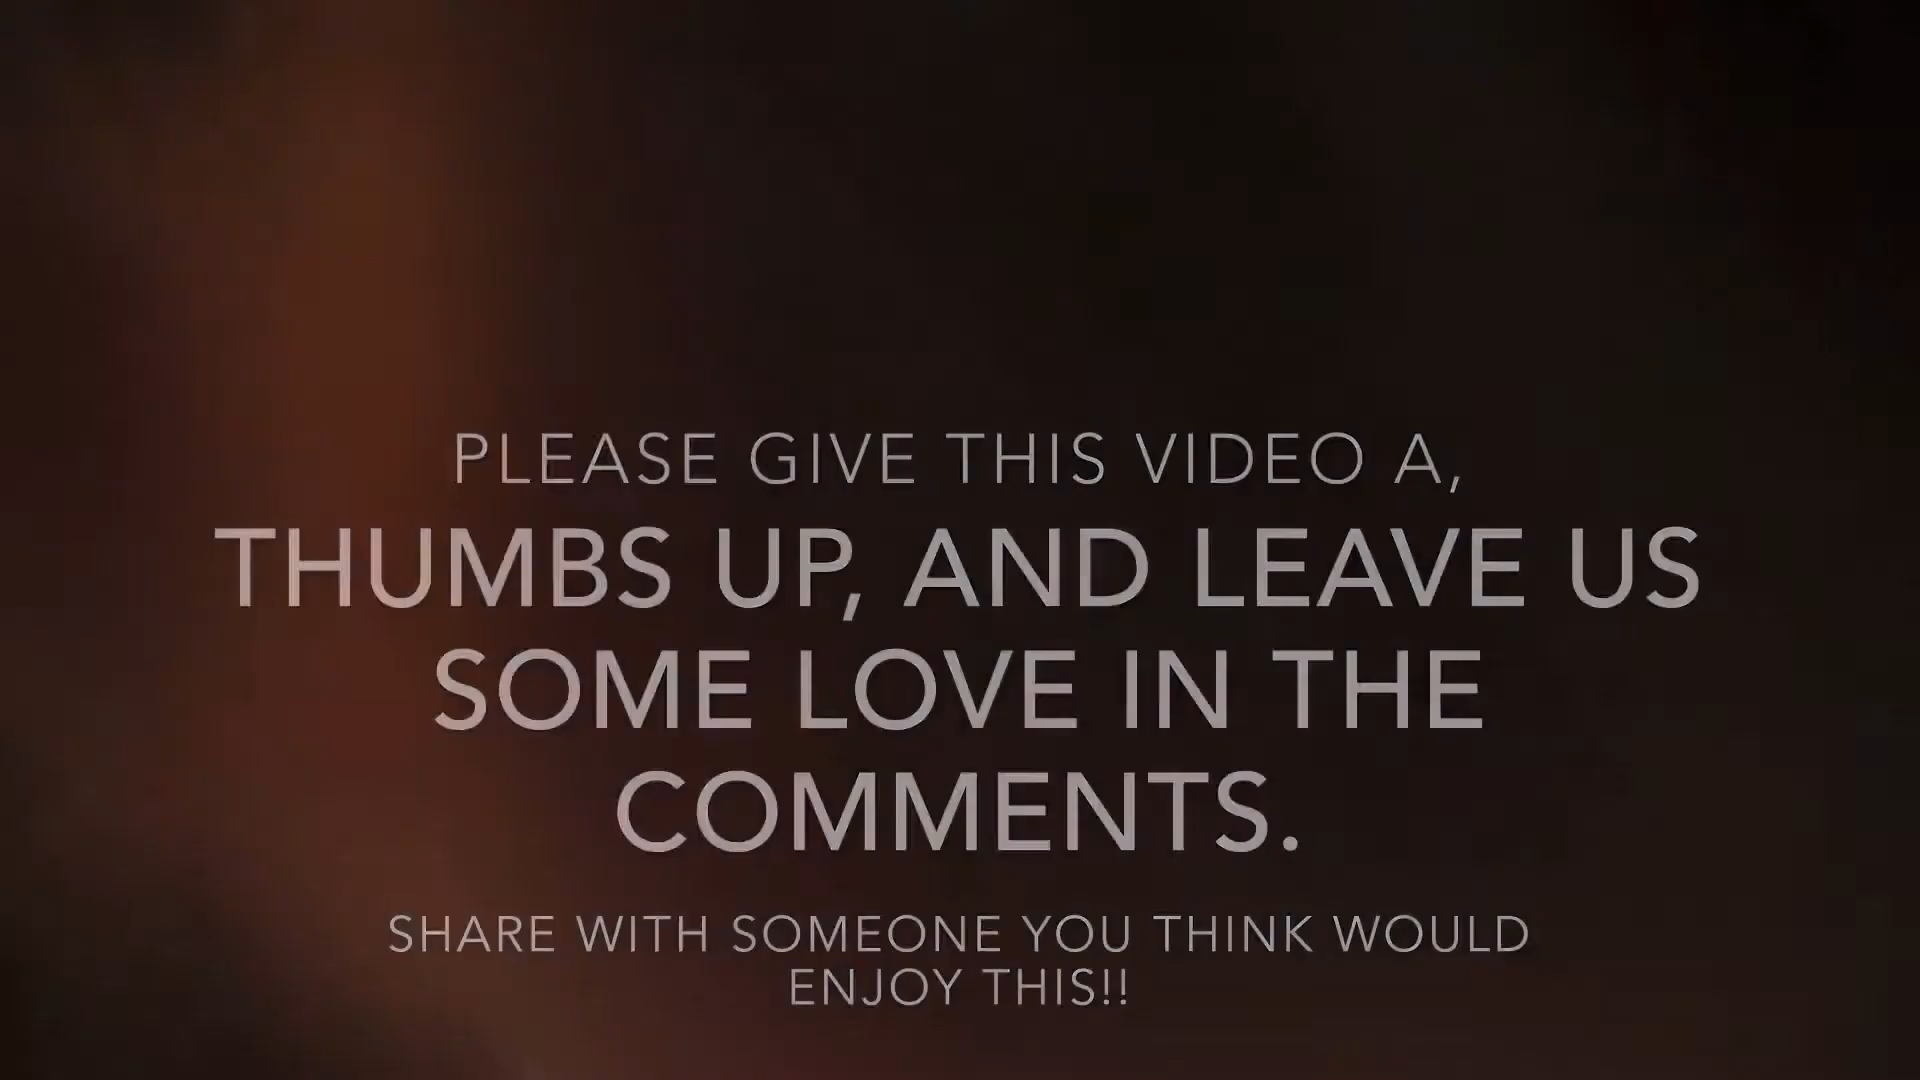 PLEASE GIVE THIS VIDEO A,
THUMBS UP, AND LEAVE US
SOME LOVE IN THE
COMMENTS.
SHARE WITH SOMEONE YOU THINK WOULD
ENJOY THIS!!